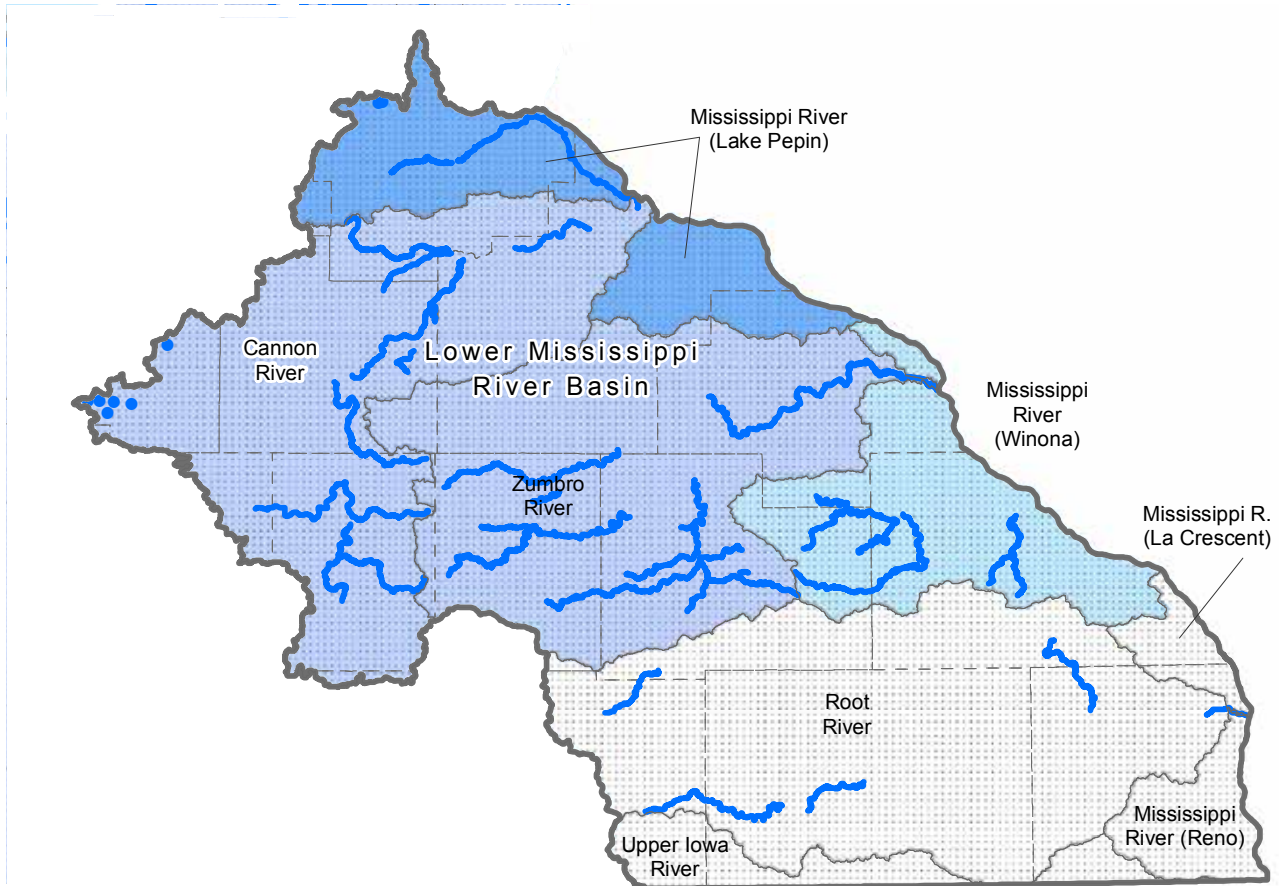 Mississippi River
(Lake Pepin)
Cannon
River
Lower Mississippi
River Basin
Mississippi
River
(Winona)
Zumbro
River
Mississippi R.
(La Crescent)
Root
River
Mississippi
River (Reno)
Upper Iowa
River